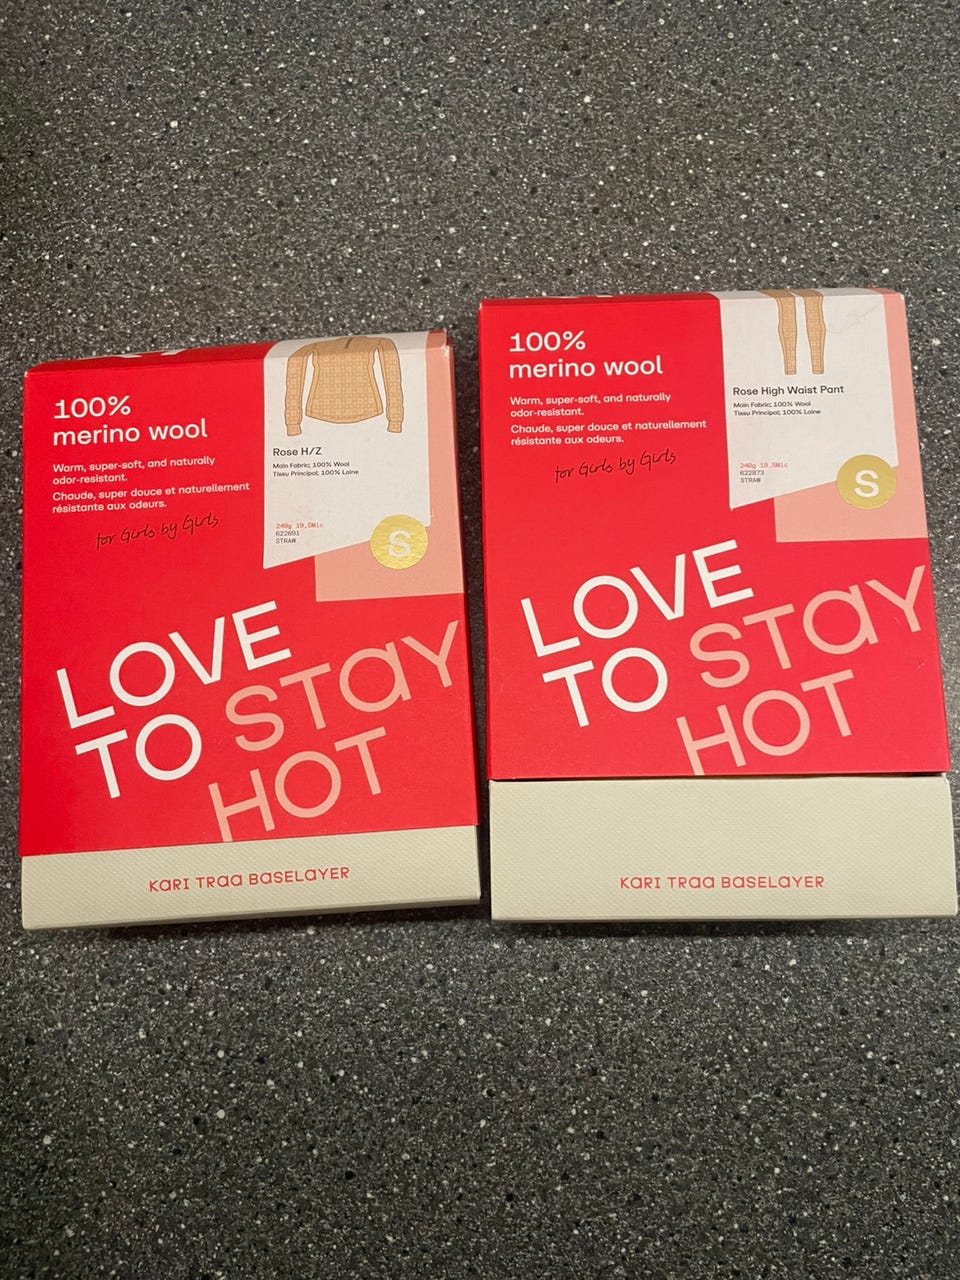 100%
merino wool
Warm, super-soft, and naturally
odor-resistant.
Chaude, super douce et naturellement
résistante aux odeurs.
for Girls by Girls
Rose H/Z
Main Fabric; 100% Wool
Tissu Principal; 100% Laine
240g 19,5Mic
622691
STRAW
S
LOVE
TO STAY
HOT
KARI TRAA BASELAYER
100%
merino wool
Warm, super-soft, and naturally
odor-resistant.
Chaude, super douce et naturellement
résistante aux odeurs.
for Girls by Girls
Rose High Waist Pant
Main Fabric; 100% Wool
Tissu Principal; 100% Laine
240g 19,5Mic
622873
STRAW
S
LOVE
TO STAY
HOT
KARI TRAA BASELAYER